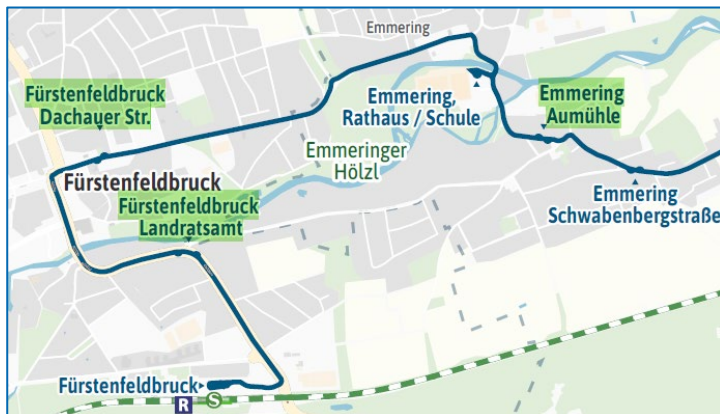 Emmering
Fürstenfeldbruck
Dachauer Str.
Emmering,
Rathaus / Schule
Emmering
Aumühle
Emmeringer
Hölzl
Fürstenfeldbruck
Fürstenfeldbruck
Landratsamt
Emmering
Schwabenbergstraße
Fürstenfeldbruck
R
S